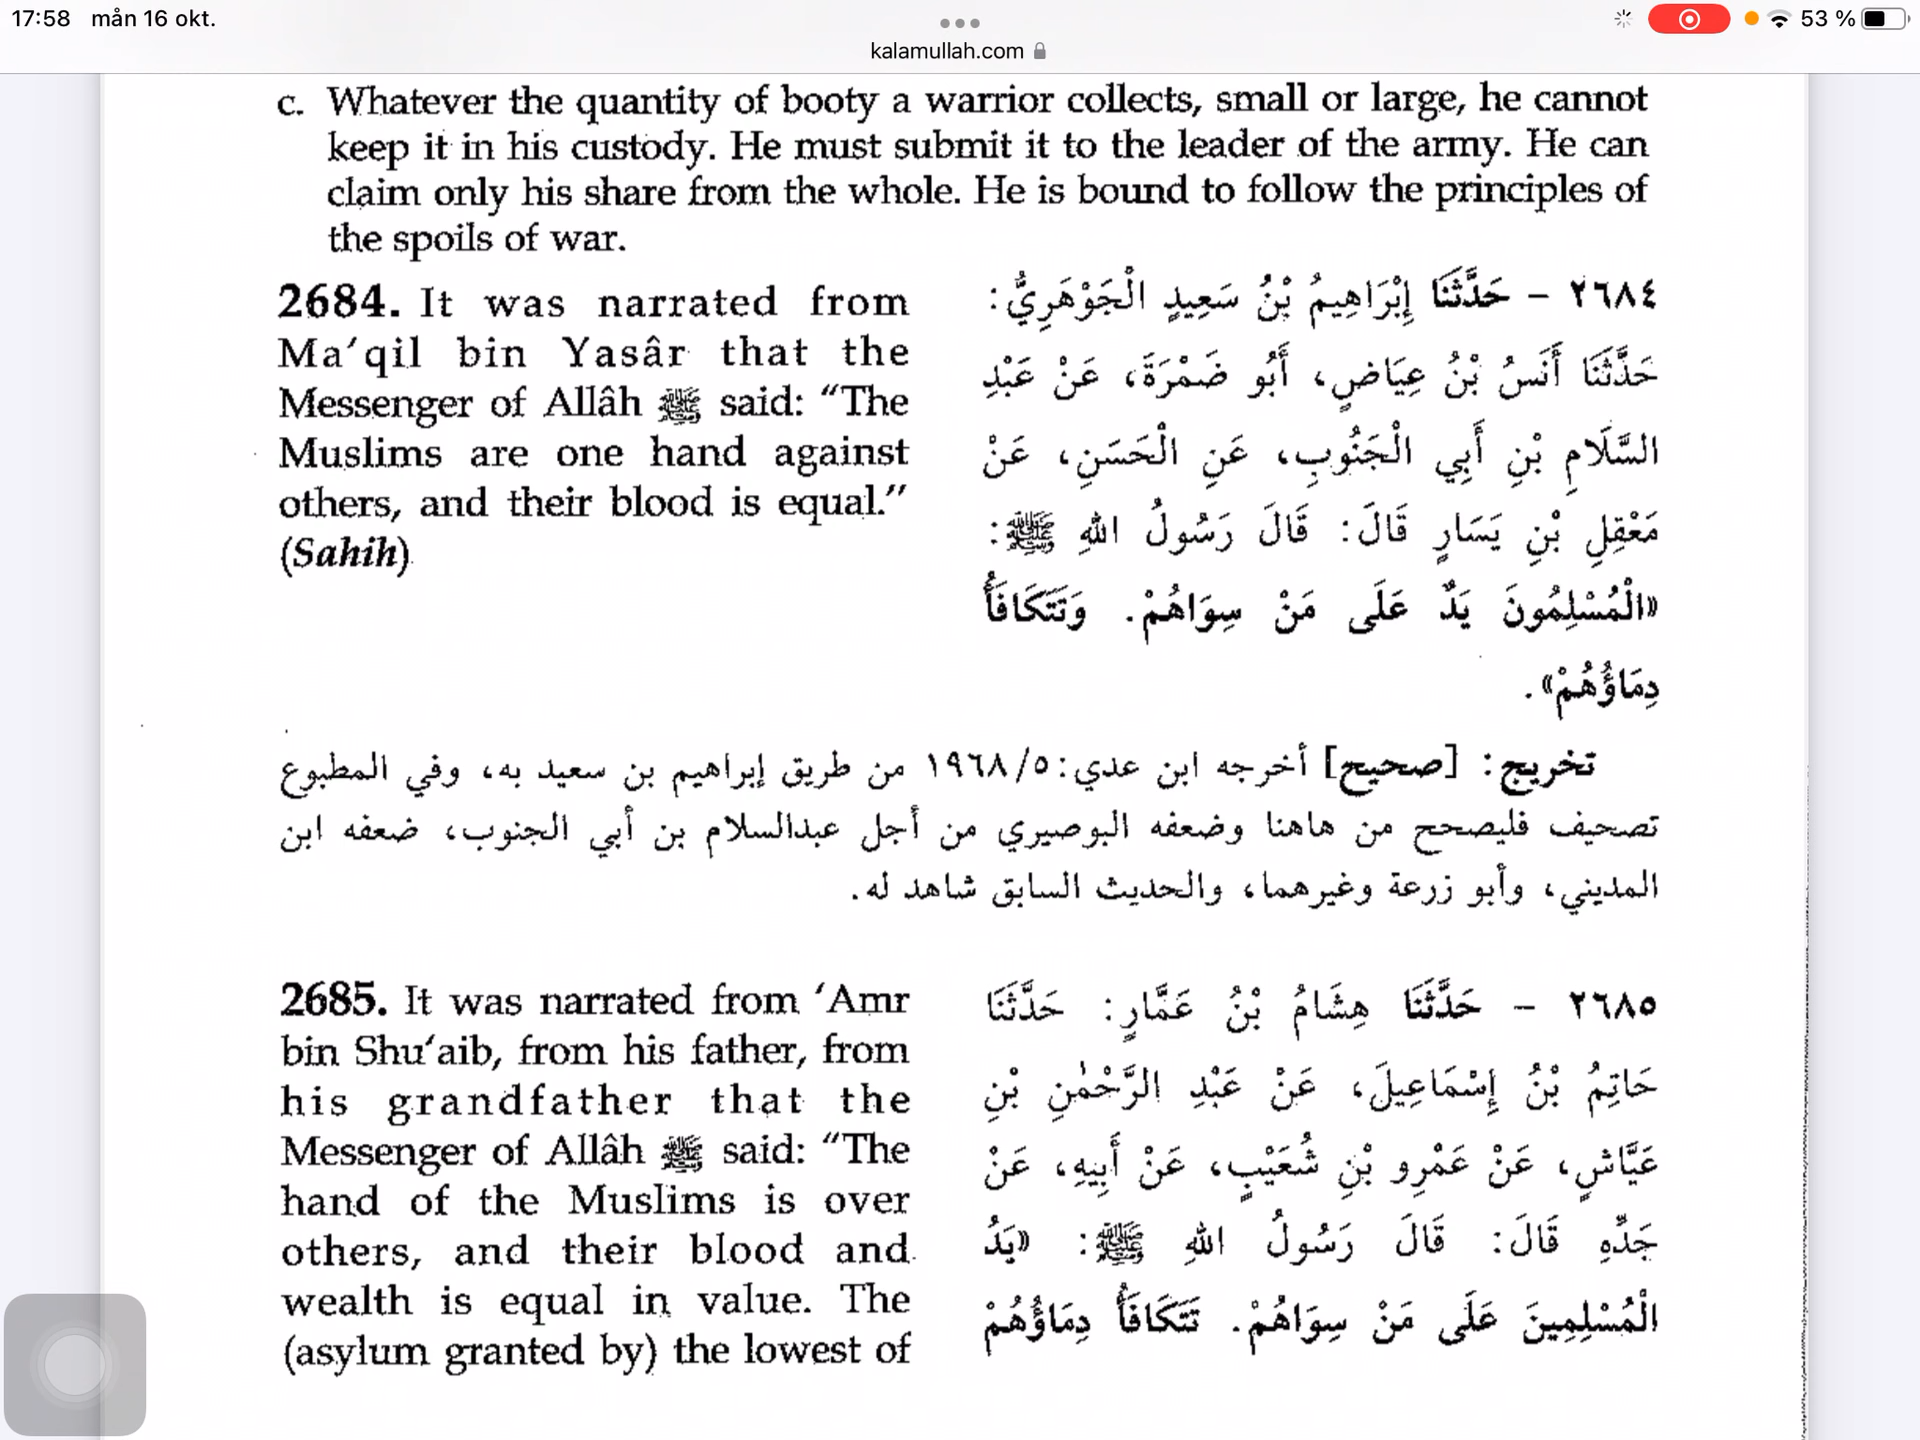 17:58 mån 16 okt.
53 %
kalamullah.com
c. Whatever the quantity of booty a warrior collects, small or large, he cannot
keep it in his custody. He must submit it to the leader of the army. He can
claim only his share from the whole. He is bound to follow the principles of
the spoils of war.
2684. It was narrated from
Ma'qil bin Yasâr that the
Messenger of Allâh ﷺ said: "The
Muslims are one hand against
others, and their blood is equal."
(Sahih)
٢٦٨٤ - حَدَّثَنَا إِبْرَاهِيمُ بْنُ سَعِيدٍ الْجَوْهَرِيُّ:
حَدَّثَنَا أَنَسُ بْنُ عِيَاضٍ، أَبُو ضَمْرَةَ، عَنْ عَبْدِ
السَّلَامِ بْنِ أَبِي الْجَنُوبِ، عَنِ الْحَسَنِ، عَنْ
مَعْقِلِ بْنِ يَسَارٍ قَالَ: قَالَ رَسُولُ اللهِ ﷺ:
«الْمُسْلِمُونَ يَدٌ عَلَى مَنْ سِوَاهُمْ. وَتَتَكَافَأُ
دِمَاؤُهُمْ».
تخريج: [صحيح] أخرجه ابن عدي: ١٩٦٨/٥ من طريق إبراهيم بن سعيد به، وفي المطبوع
تصحيف فليصحح من هاهنا وضعفه البوصيري من أجل عبدالسلام بن أبي الجنوب، ضعفه ابن
المديني، وأبو زرعة وغيرهما، والحديث السابق شاهد له.
2685. It was narrated from 'Amr
bin Shu'aib, from his father, from
his grandfather that the
Messenger of Allâh ﷺ said: "The
hand of the Muslims is over
others, and their blood and
wealth is equal in value. The
(asylum granted by) the lowest of
٢٦٨٥ - حَدَّثَنَا هِشَامُ بْنُ عَمَّارٍ: حَدَّثَنَا
حَاتِمُ بْنُ إِسْمَاعِيلَ، عَنْ عَبْدِ الرَّحْمٰنِ بْنِ
عَيَّاشٍ، عَنْ عَمْرِو بْنِ شُعَيْبٍ، عَنْ أَبِيهِ، عَنْ
جَدِّهِ قَالَ: قَالَ رَسُولُ اللهِ ﷺ: «يَدُ
الْمُسْلِمِينَ عَلَى مَنْ سِوَاهُمْ. تَتَكَافَأُ دِمَاؤُهُمْ